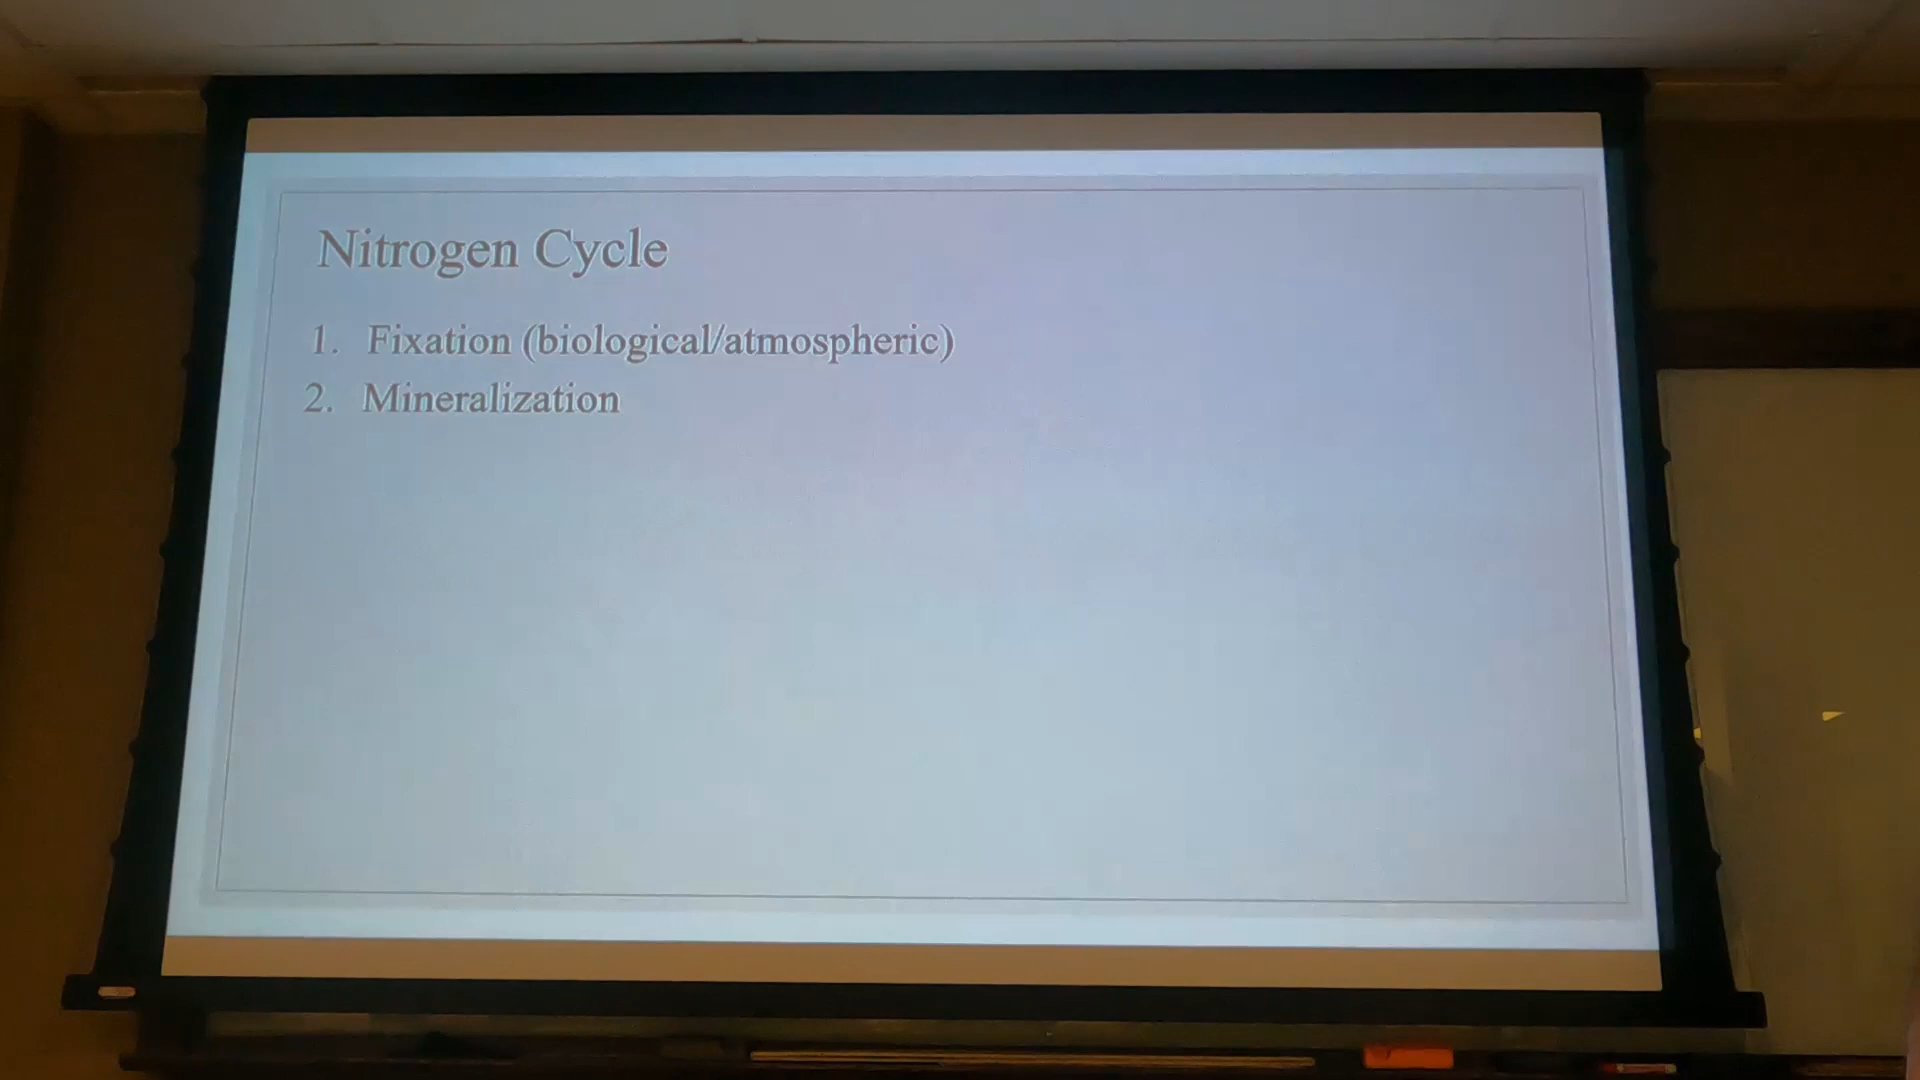 Nitrogen Cycle
1. Fixation (biological/atmospheric)
2. Mineralization